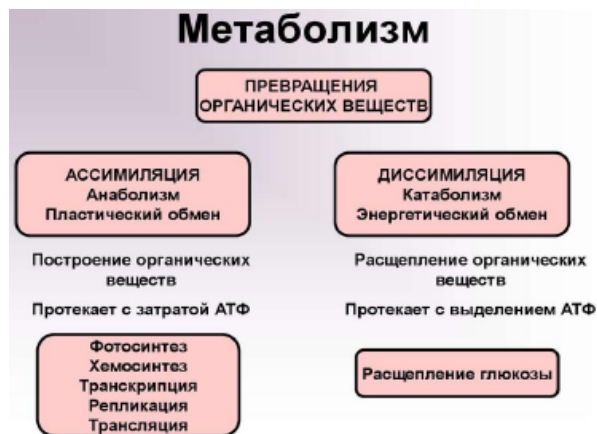 Метаболизм
ПРЕВРАЩЕНИЯ
ОРГАНИЧЕСКИХ ВЕЩЕСТВ
АССИМИЛЯЦИЯ
Анаболизм
Пластический обмен
Построение органических
веществ
Протекает с затратой АТФ
Фотосинтез
Хемосинтез
Транскрипция
Репликация
Трансляция
ДИССИМИЛЯЦИЯ
Катаболизм
Энергетический обмен
Расщепление органических
веществ
Протекает с выделением АТФ
Расщепление глюкозы